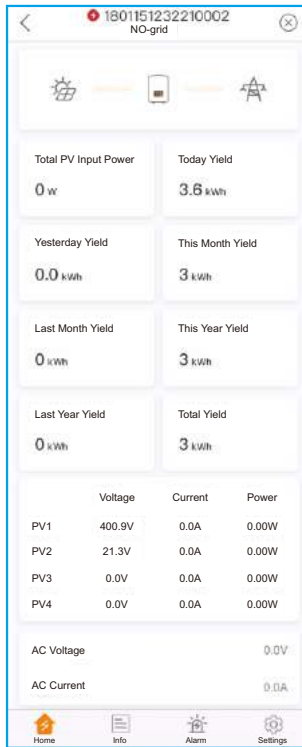 1801151232210002
NO-grid
Total PV Input Power
Today Yield
0 w
3.6 kWh
Yesterday Yield
This Month Yield
0.0 kWh
3 kWh
Last Month Yield
This Year Yield
0 kWh
3 kWh
Last Year Yield
Total Yield
0 kWh
3 kWh
Voltage Current Power
PV1 400.9V 0.0A 0.00W
PV2 21.3V 0.0A 0.00W
PV3 0.0V 0.0A 0.00W
PV4 0.0V 0.0A 0.00W
AC Voltage 0.0V
AC Current 0.0A
Home Info Alarm Settings